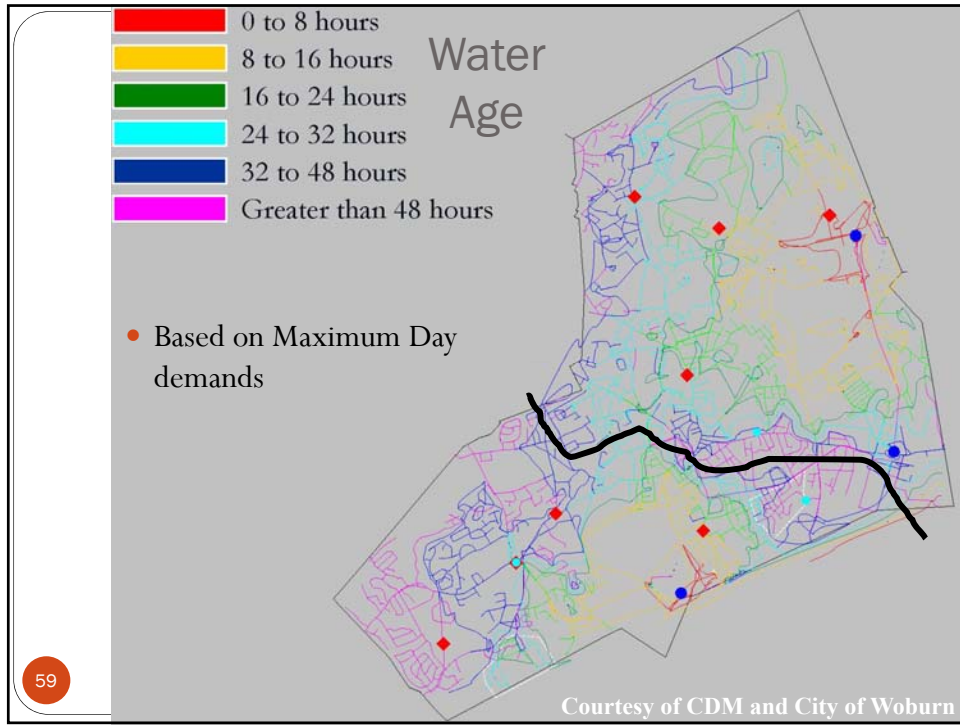 0 to 8 hours
8 to 16 hours
16 to 24 hours
24 to 32 hours
32 to 48 hours
Greater than 48 hours
Water
Age
• Based on Maximum Day
demands
59
Courtesy of CDM and City of Woburn